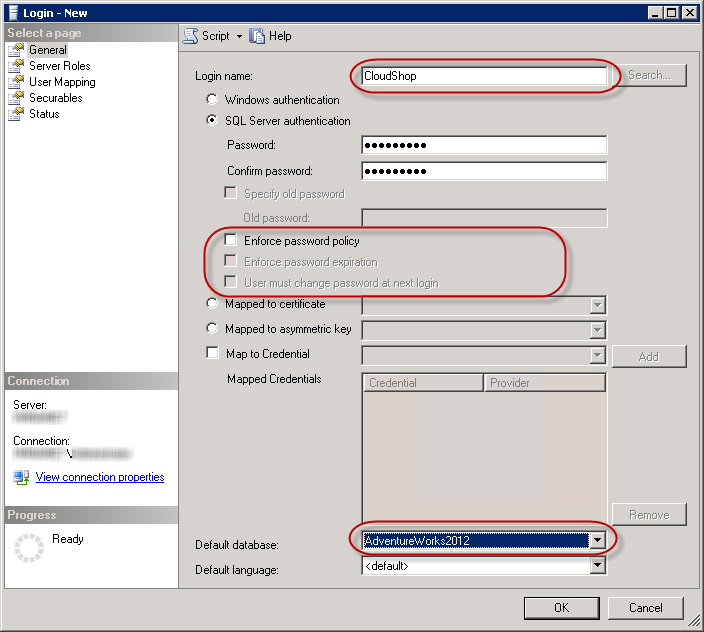 Login - New
Select a page
General
Server Roles
User Mapping
Securables
Status
Script
Help
Login name:
CloudShop
Search...
Windows authentication
SQL Server authentication
Password:
●●●●●●●●●
Confirm password:
●●●●●●●●●
Specify old password
Old password:
Enforce password policy
Enforce password expiration
User must change password at next login
Mapped to certificate
Mapped to asymmetric key
Map to Credential
Add
Mapped Credentials
Credential
Provider
Remove
Default database:
AdventureWorks2012
Default language:
<default>
Connection
Server:
Connection:
\
View connection properties
Progress
Ready
OK
Cancel